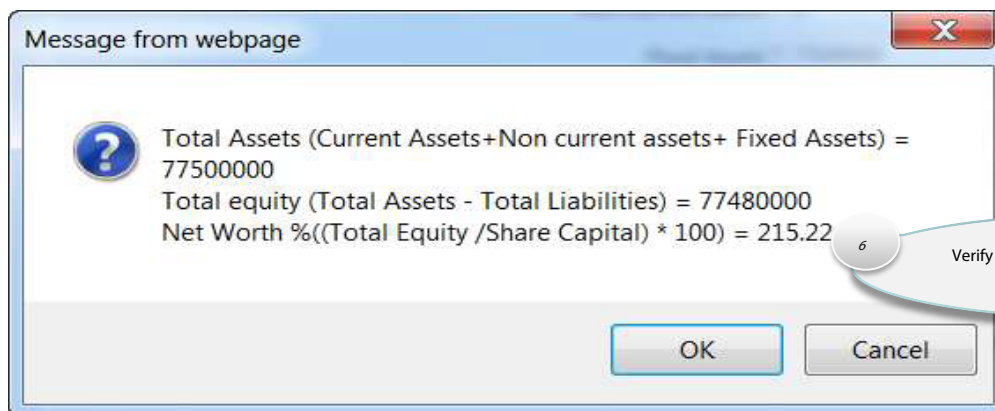 Message from webpage
X
Total Assets (Current Assets+Non current assets+ Fixed Assets) =
77500000
Total equity (Total Assets - Total Liabilities) = 77480000
Net Worth %((Total Equity /Share Capital) * 100) = 215.22
6
Verify
OK
Cancel